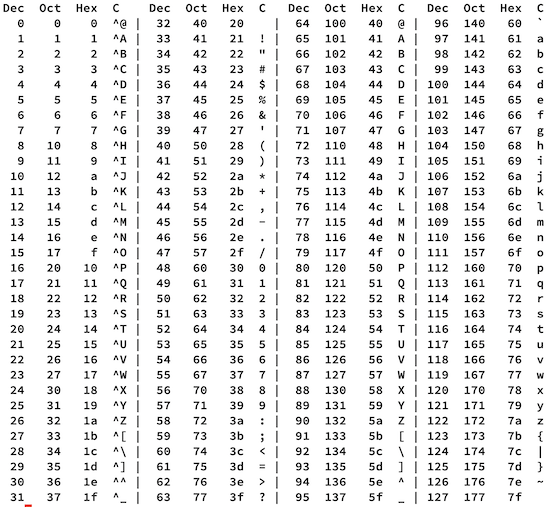 Dec Oct Hex C Dec Oct Hex C Dec Oct Hex C Dec Oct Hex C
0 0 0 ^@ | 32 40 20 | 64 100 40 @ | 96 140 60 `
1 1 1 ^A | 33 41 21 ! | 65 101 41 A | 97 141 61 a
2 2 2 ^B | 34 42 22 " | 66 102 42 B | 98 142 62 b
3 3 3 ^C | 35 43 23 # | 67 103 43 C | 99 143 63 c
4 4 4 ^D | 36 44 24 $ | 68 104 44 D | 100 144 64 d
5 5 5 ^E | 37 45 25 % | 69 105 45 E | 101 145 65 e
6 6 6 ^F | 38 46 26 & | 70 106 46 F | 102 146 66 f
7 7 7 ^G | 39 47 27 ' | 71 107 47 G | 103 147 67 g
8 10 8 ^H | 40 50 28 ( | 72 110 48 H | 104 150 68 h
9 11 9 ^I | 41 51 29 ) | 73 111 49 I | 105 151 69 i
10 12 a ^J | 42 52 2a * | 74 112 4a J | 106 152 6a j
11 13 b ^K | 43 53 2b + | 75 113 4b K | 107 153 6b k
12 14 c ^L | 44 54 2c , | 76 114 4c L | 108 154 6c l
13 15 d ^M | 45 55 2d - | 77 115 4d M | 109 155 6d m
14 16 e ^N | 46 56 2e . | 78 116 4e N | 110 156 6e n
15 17 f ^O | 47 57 2f / | 79 117 4f O | 111 157 6f o
16 20 10 ^P | 48 60 30 0 | 80 120 50 P | 112 160 70 p
17 21 11 ^Q | 49 61 31 1 | 81 121 51 Q | 113 161 71 q
18 22 12 ^R | 50 62 32 2 | 82 122 52 R | 114 162 72 r
19 23 13 ^S | 51 63 33 3 | 83 123 53 S | 115 163 73 s
20 24 14 ^T | 52 64 34 4 | 84 124 54 T | 116 164 74 t
21 25 15 ^U | 53 65 35 5 | 85 125 55 U | 117 165 75 u
22 26 16 ^V | 54 66 36 6 | 86 126 56 V | 118 166 76 v
23 27 17 ^W | 55 67 37 7 | 87 127 57 W | 119 167 77 w
24 30 18 ^X | 56 70 38 8 | 88 130 58 X | 120 170 78 x
25 31 19 ^Y | 57 71 39 9 | 89 131 59 Y | 121 171 79 y
26 32 1a ^Z | 58 72 3a : | 90 132 5a Z | 122 172 7a z
27 33 1b ^[ | 59 73 3b ; | 91 133 5b [ | 123 173 7b {
28 34 1c ^\ | 60 74 3c < | 92 134 5c \ | 124 174 7c |
29 35 1d ^] | 61 75 3d = | 93 135 5d ] | 125 175 7d }
30 36 1e ^^ | 62 76 3e > | 94 136 5e ^ | 126 176 7e ~
31 37 1f ^_ | 63 77 3f ? | 95 137 5f _ | 127 177 7f